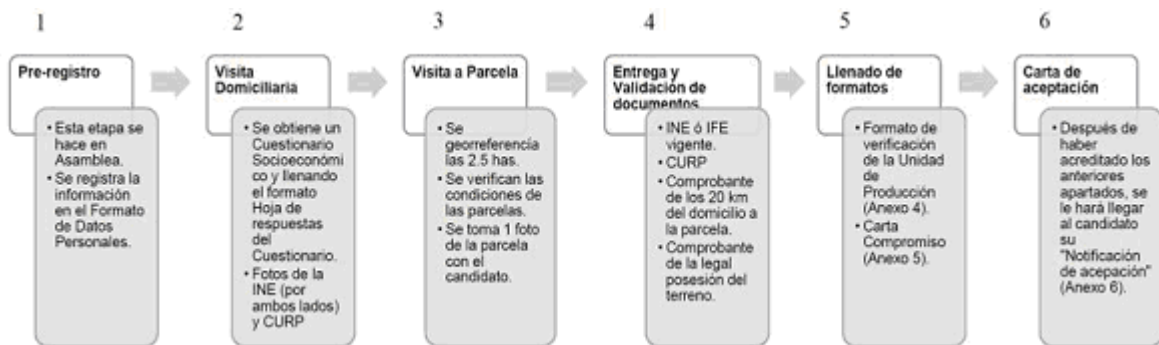 1
Pre-registro
• Esta etapa se
hace en
Asamblea.
• Se registra la
información
en el Formato
de Datos
Personales.
2
Visita
Domiciliaria
• Se obtiene un
Cuestionario
Socioeconómi
co y llenando
el formato
Hoja de
respuestas
del
Cuestionario.
• Fotos de la
INE (por
ambos lados)
y CURP
3
Visita a Parcela
• Se
georreferencia
las 2.5 has.
• Se verifican las
condiciones de
las parcelas.
• Se toma 1 foto
de la parcela
con el
candidato.
4
Entrega y
Validación de
documentos
• INE ó IFE
vigente.
• CURP
• Comprobante
de los 20 km
del domicilio a
la parcela.
• Comprobante
de la legal
posesión del
terreno.
5
Llenado de
formatos
• Formato de
verificación
de la Unidad
de
Producción
(Anexo 4).
• Carta
Compromiso
(Anexo 5).
6
Carta de
aceptación
• Después de
haber
acreditado los
anteriores
apartados, se
le hará llegar
al candidato
su
"Notificación
de acepación"
(Anexo 6).